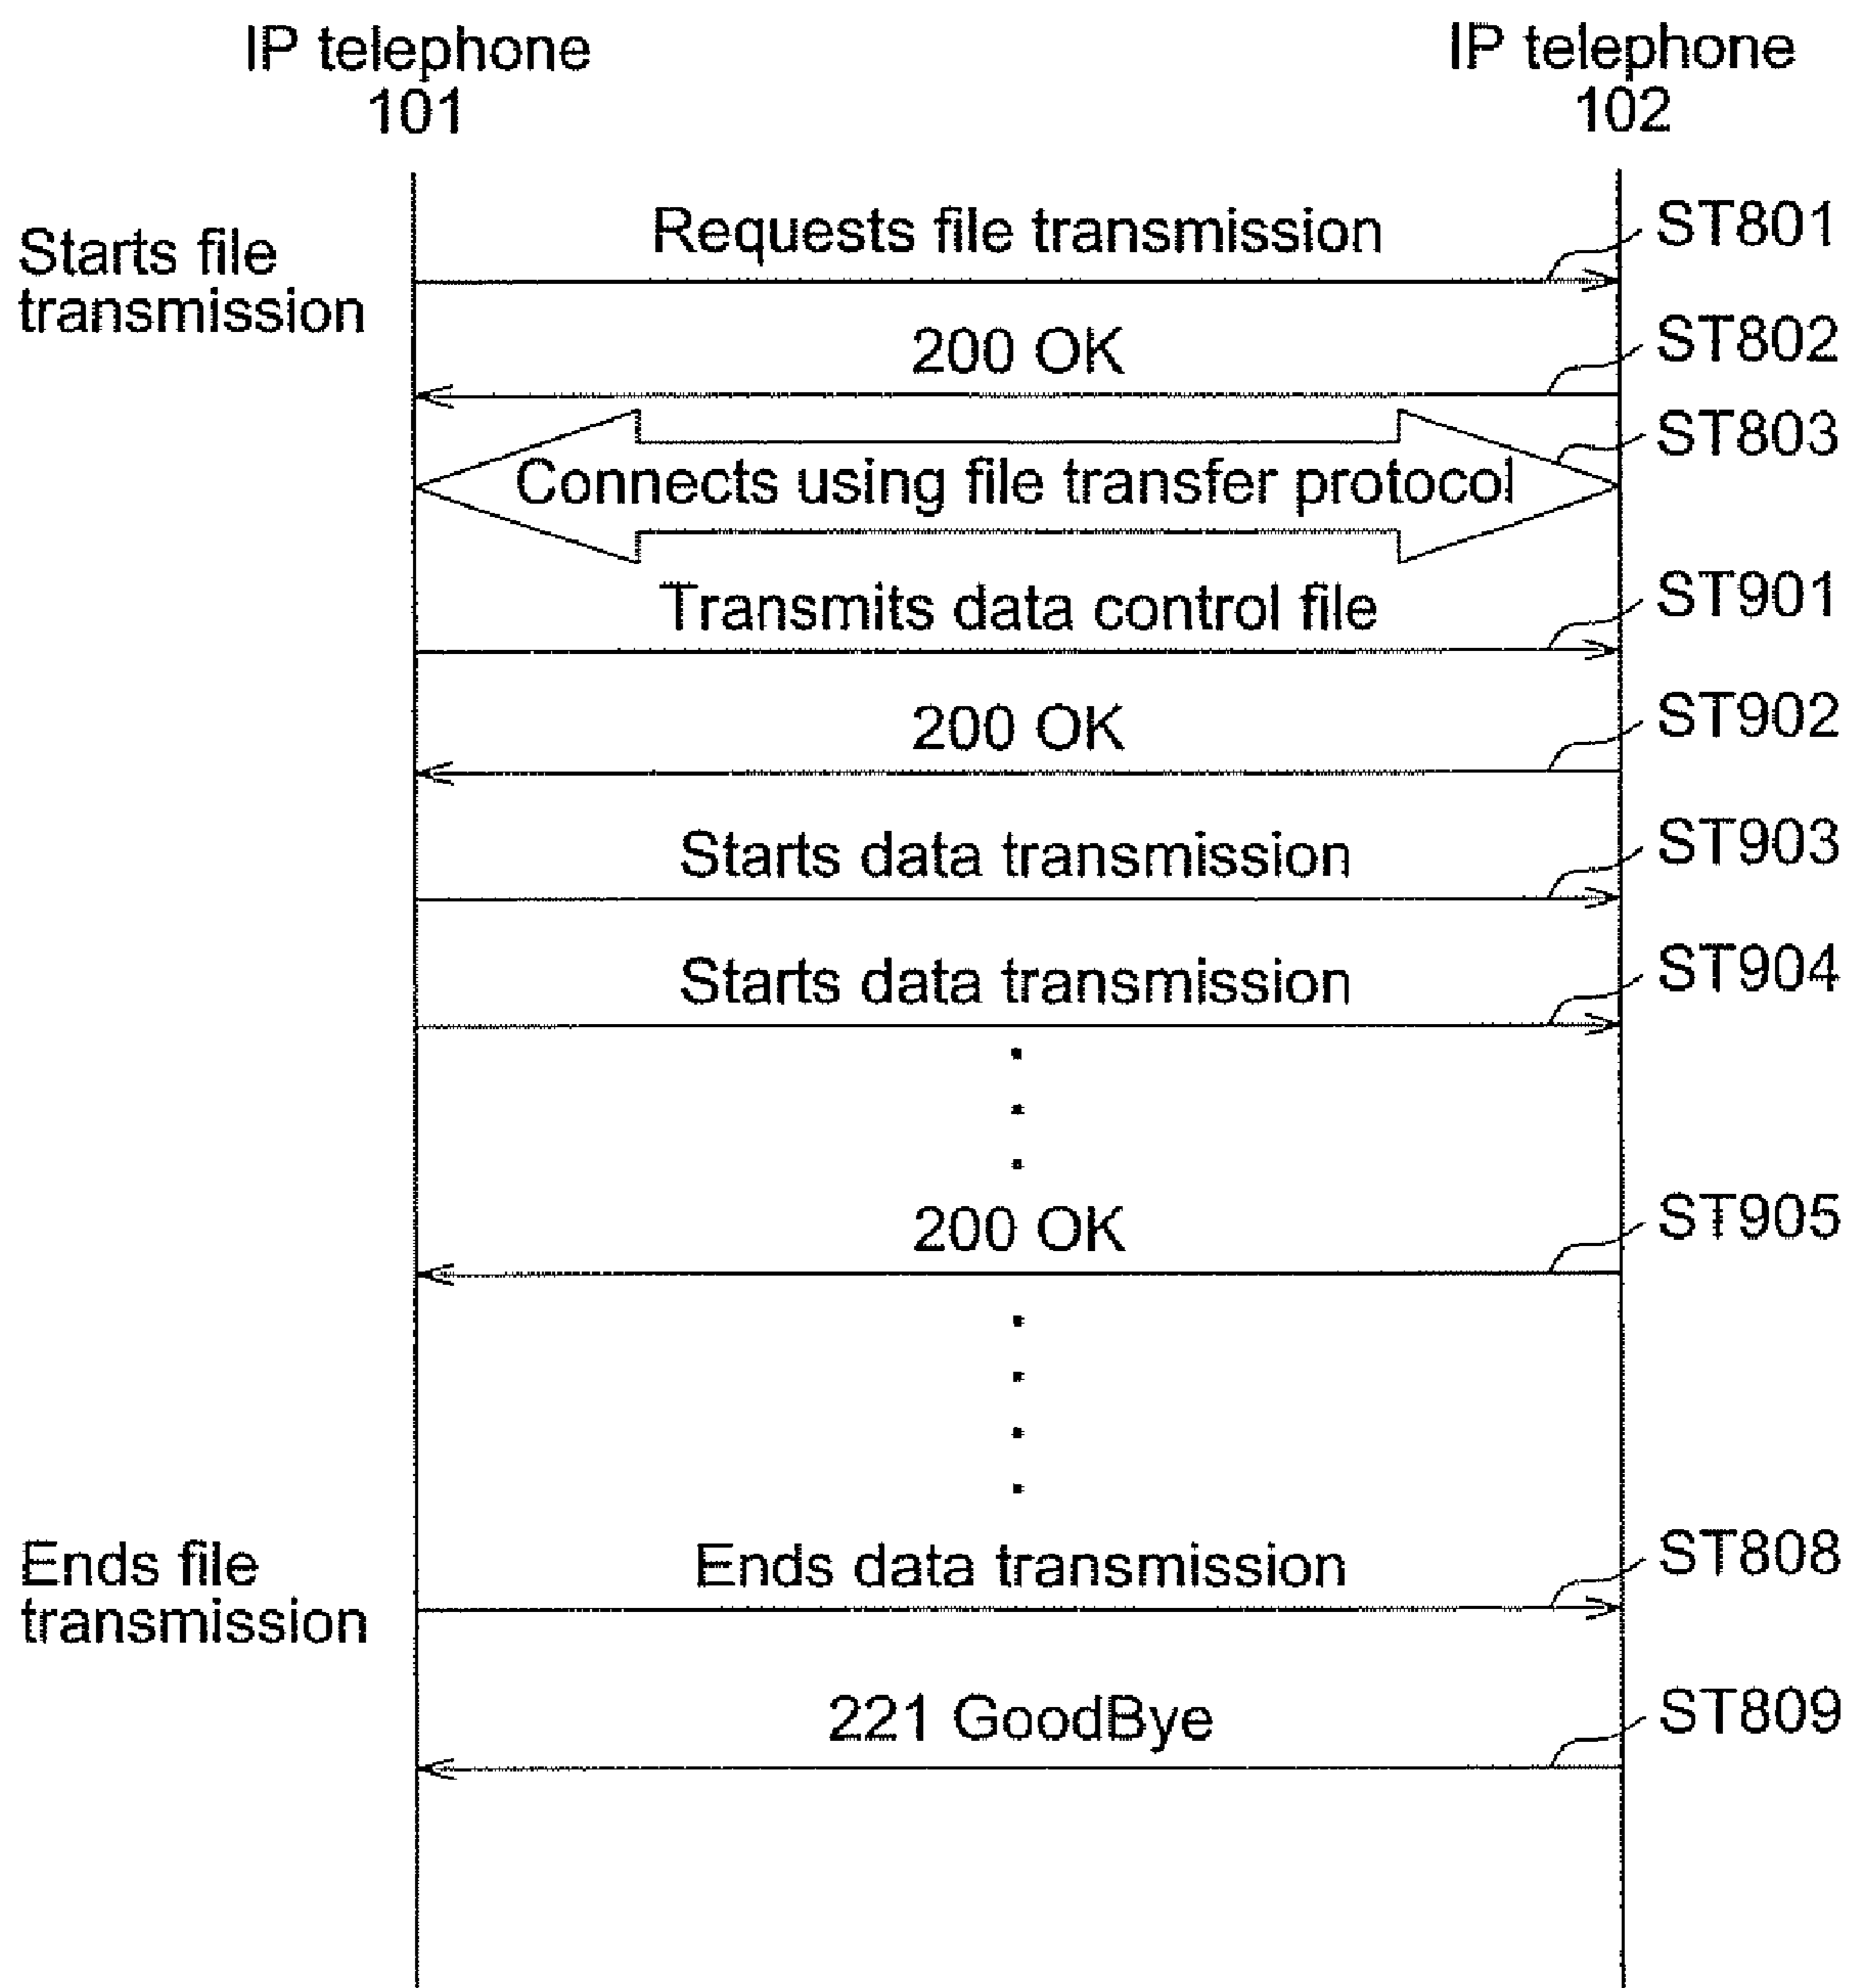 IP telephone
101
IP telephone
102
Starts file
transmission
Requests file transmission
ST801
200 OK
ST802
Connects using file transfer protocol
ST803
Transmits data control file
ST901
200 OK
ST902
Starts data transmission
ST903
Starts data transmission
ST904
200 OK
ST905
Ends file
transmission
Ends data transmission
ST808
221 GoodBye
ST809